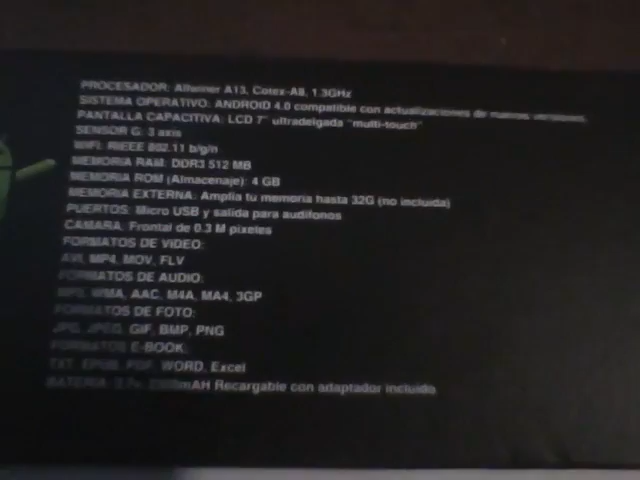 PROCESADOR: Allwiner A13, Cotex-A8, 1.3GHz
SISTEMA OPERATIVO: ANDROID 4.0 compatible con actualizaciones de nuevas versiones.
PANTALLA CAPACITIVA: LCD 7" ultradelgada "multi-touch"
SENSOR G: 3 axis
WIFI: RIEEE 802.11 b/g/n
MEMORIA RAM: DDR3 512 MB
MEMORIA ROM (Almacenaje): 4 GB
MEMORIA EXTERNA: Amplia tu memoria hasta 32G (no incluida)
PUERTOS: Micro USB y salida para audífonos
CAMARA: Frontal de 0.3 M pixeles
FORMATOS DE VIDEO:
AVI, MP4, MOV, FLV
FORMATOS DE AUDIO:
MP3, WMA, AAC, M4A, MA4, 3GP
FORMATOS DE FOTO:
JPG, JPEG, GIF, BMP, PNG
FORMATOS E-BOOK:
TXT, EPUB, PDF, WORD, Excel
BATERIA: Recargable con adaptador incluido